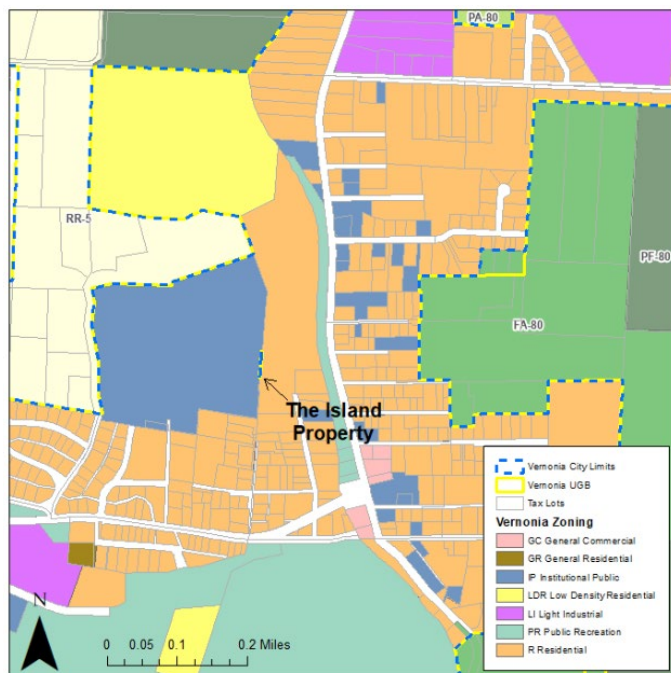 PA-80
RR-5
PF-80
FA-80
The Island
Property
Vernonia City Limits
Vernonia UGB
Tax Lots
Vernonia Zoning
GC General Commercial
GR General Residential
IP Institutional Public
LDR Low Density Residential
LI Light Industrial
PR Public Recreation
R Residential
N
0 0.05 0.1 0.2 Miles